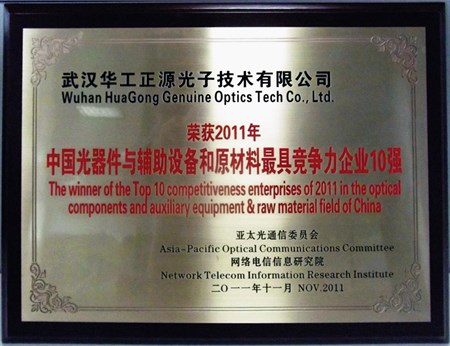 武汉华工正源光子技术有限公司
Wuhan HuaGong Genuine Optics Tech Co., Ltd.
荣获2011年
中国光器件与辅助设备和原材料最具竞争力企业10强
The winner of the Top 10 competitiveness enterprises of 2011 in the optical
components and auxiliary equipment & raw material field of China
亚太光通信委员会
Asia-Pacific Optical Communications Committee
网络电信信息研究院
Network Telecom Information Research Institute
二〇一一年十一月 NOV.2011